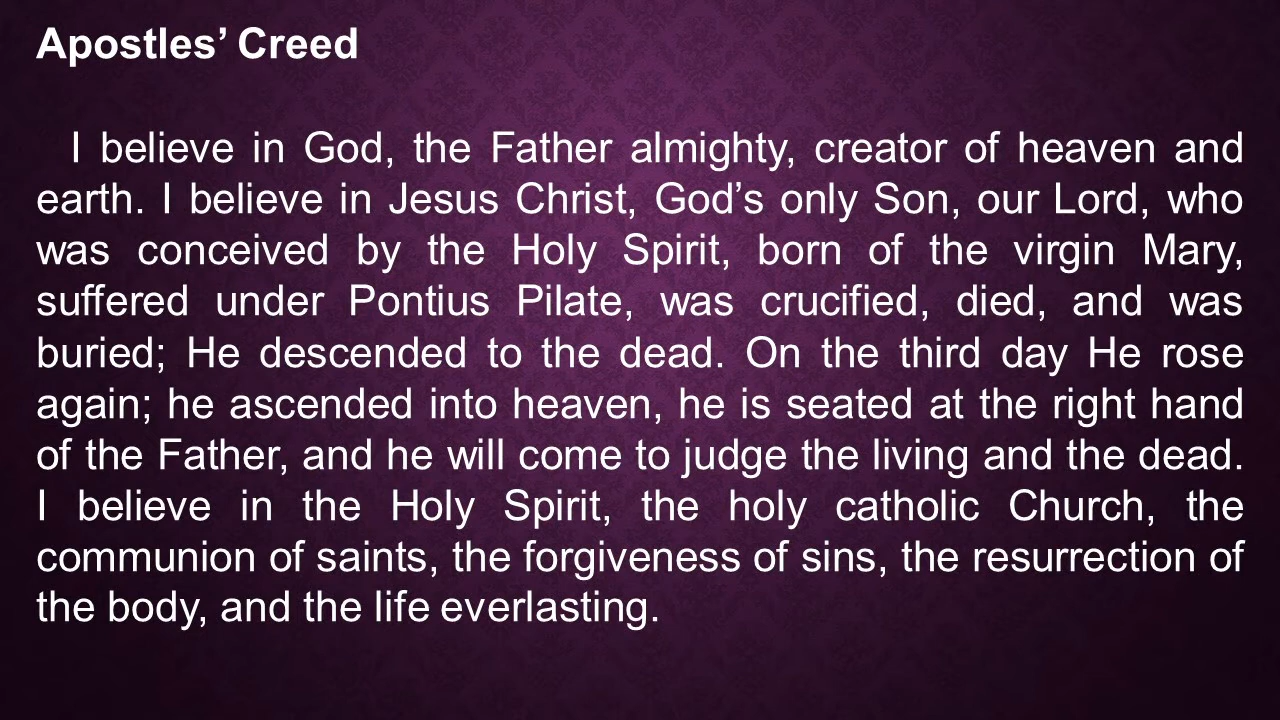 Apostles’ Creed
I believe in God, the Father almighty, creator of heaven and
earth. I believe in Jesus Christ, God’s only Son, our Lord, who
was conceived by the Holy Spirit, born of the virgin Mary,
suffered under Pontius Pilate, was crucified, died, and was
buried; He descended to the dead. On the third day He rose
again; he ascended into heaven, he is seated at the right hand
of the Father, and he will come to judge the living and the dead.
I believe in the Holy Spirit, the holy catholic Church, the
communion of saints, the forgiveness of sins, the resurrection of
the body, and the life everlasting.